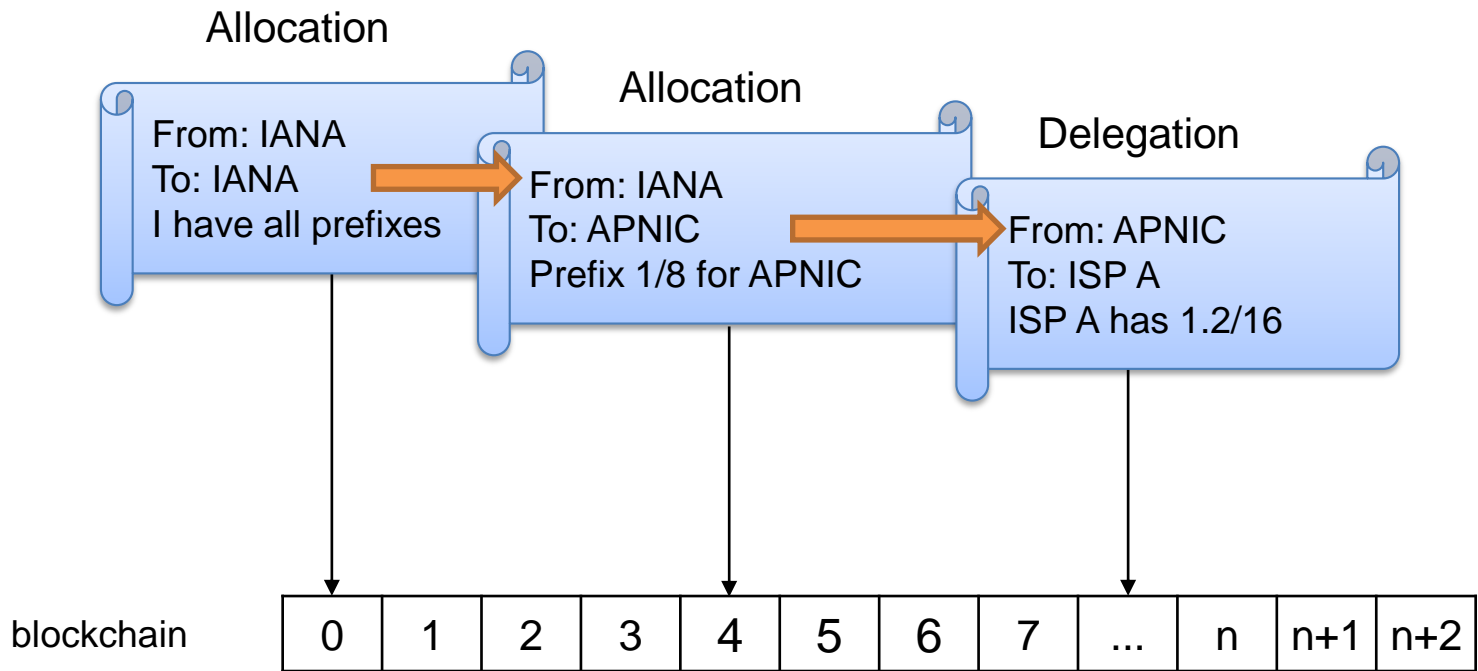 Allocation
From: IANA
To: IANA
I have all prefixes
Allocation
From: IANA
To: APNIC
Prefix 1/8 for APNIC
Delegation
From: APNIC
To: ISP A
ISP A has 1.2/16
blockchain 0 1 2 3 4 5 6 7 ... n n+1 n+2